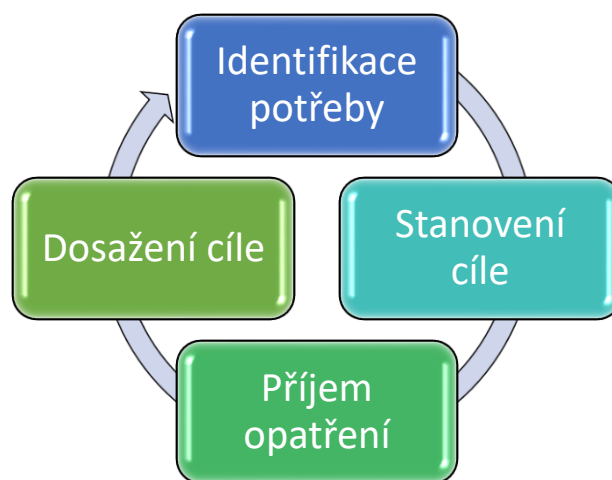 Identifikace
potřeby
Stanovení
cíle
Příjem
opatření
Dosažení cíle